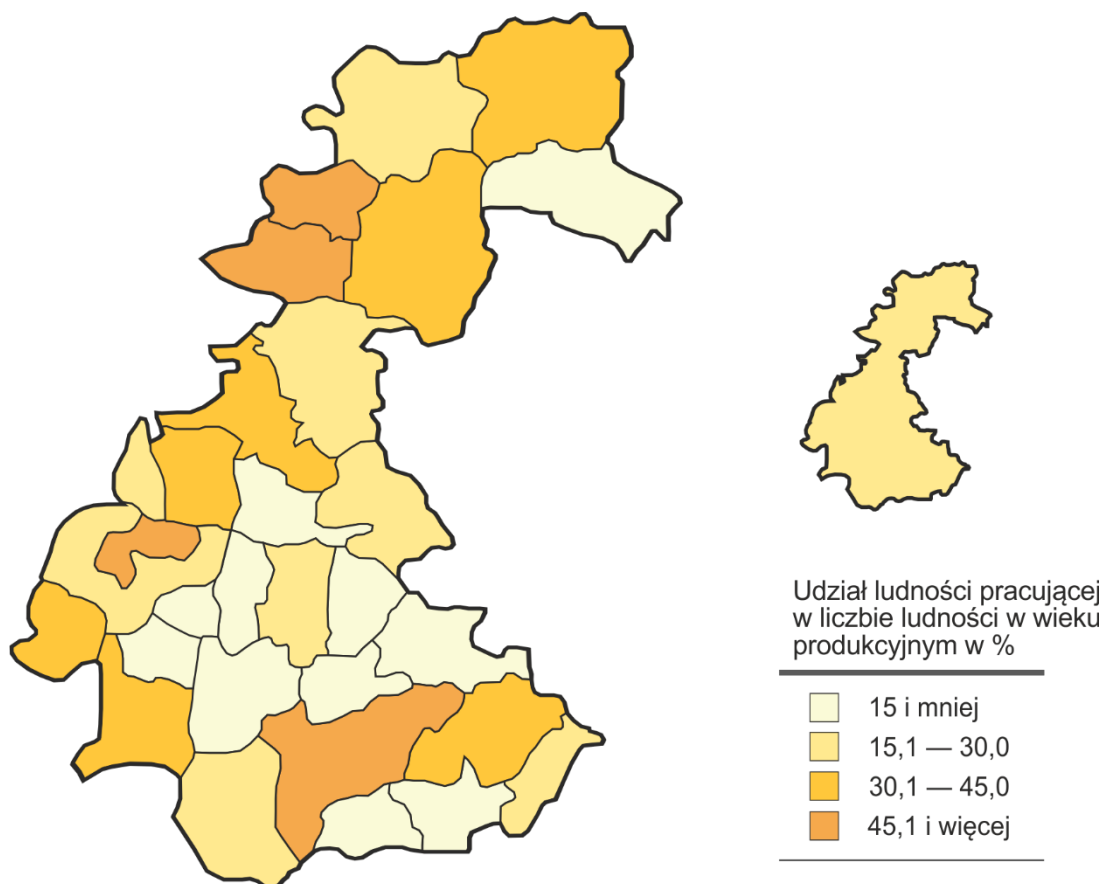 Udział ludności pracującej
w liczbie ludności w wieku
produkcyjnym w %
15 i mniej
15,1 — 30,0
30,1 — 45,0
45,1 i więcej